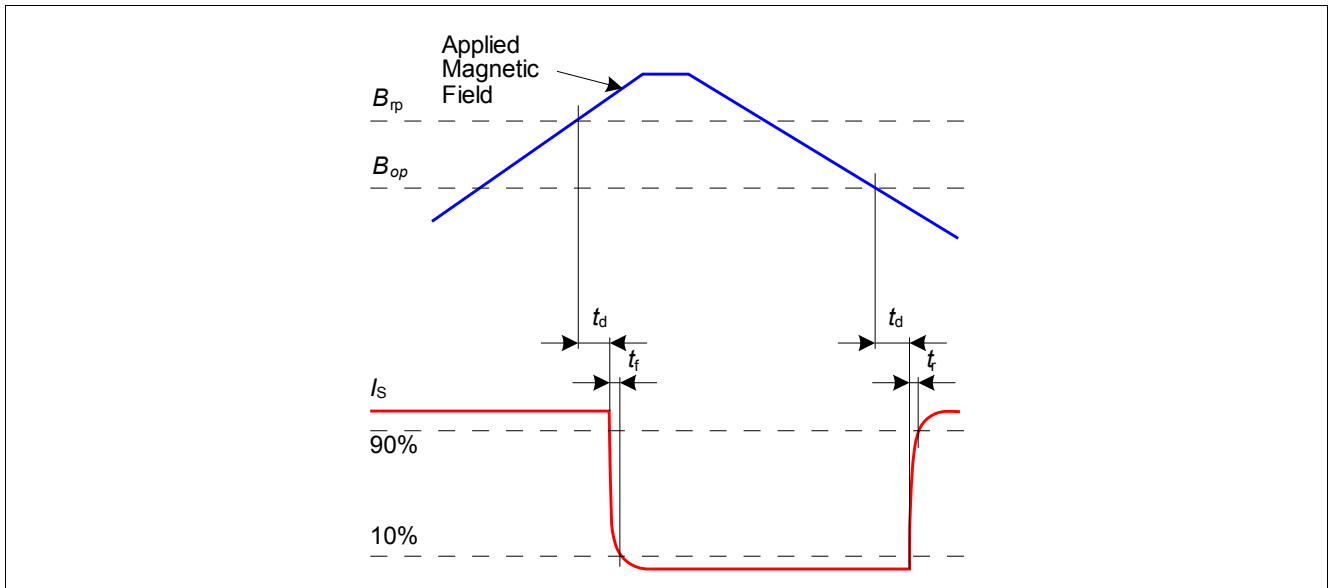 Applied
Magnetic
Field
Brp
Bop
td
td
tf
tr
IS
90%
10%